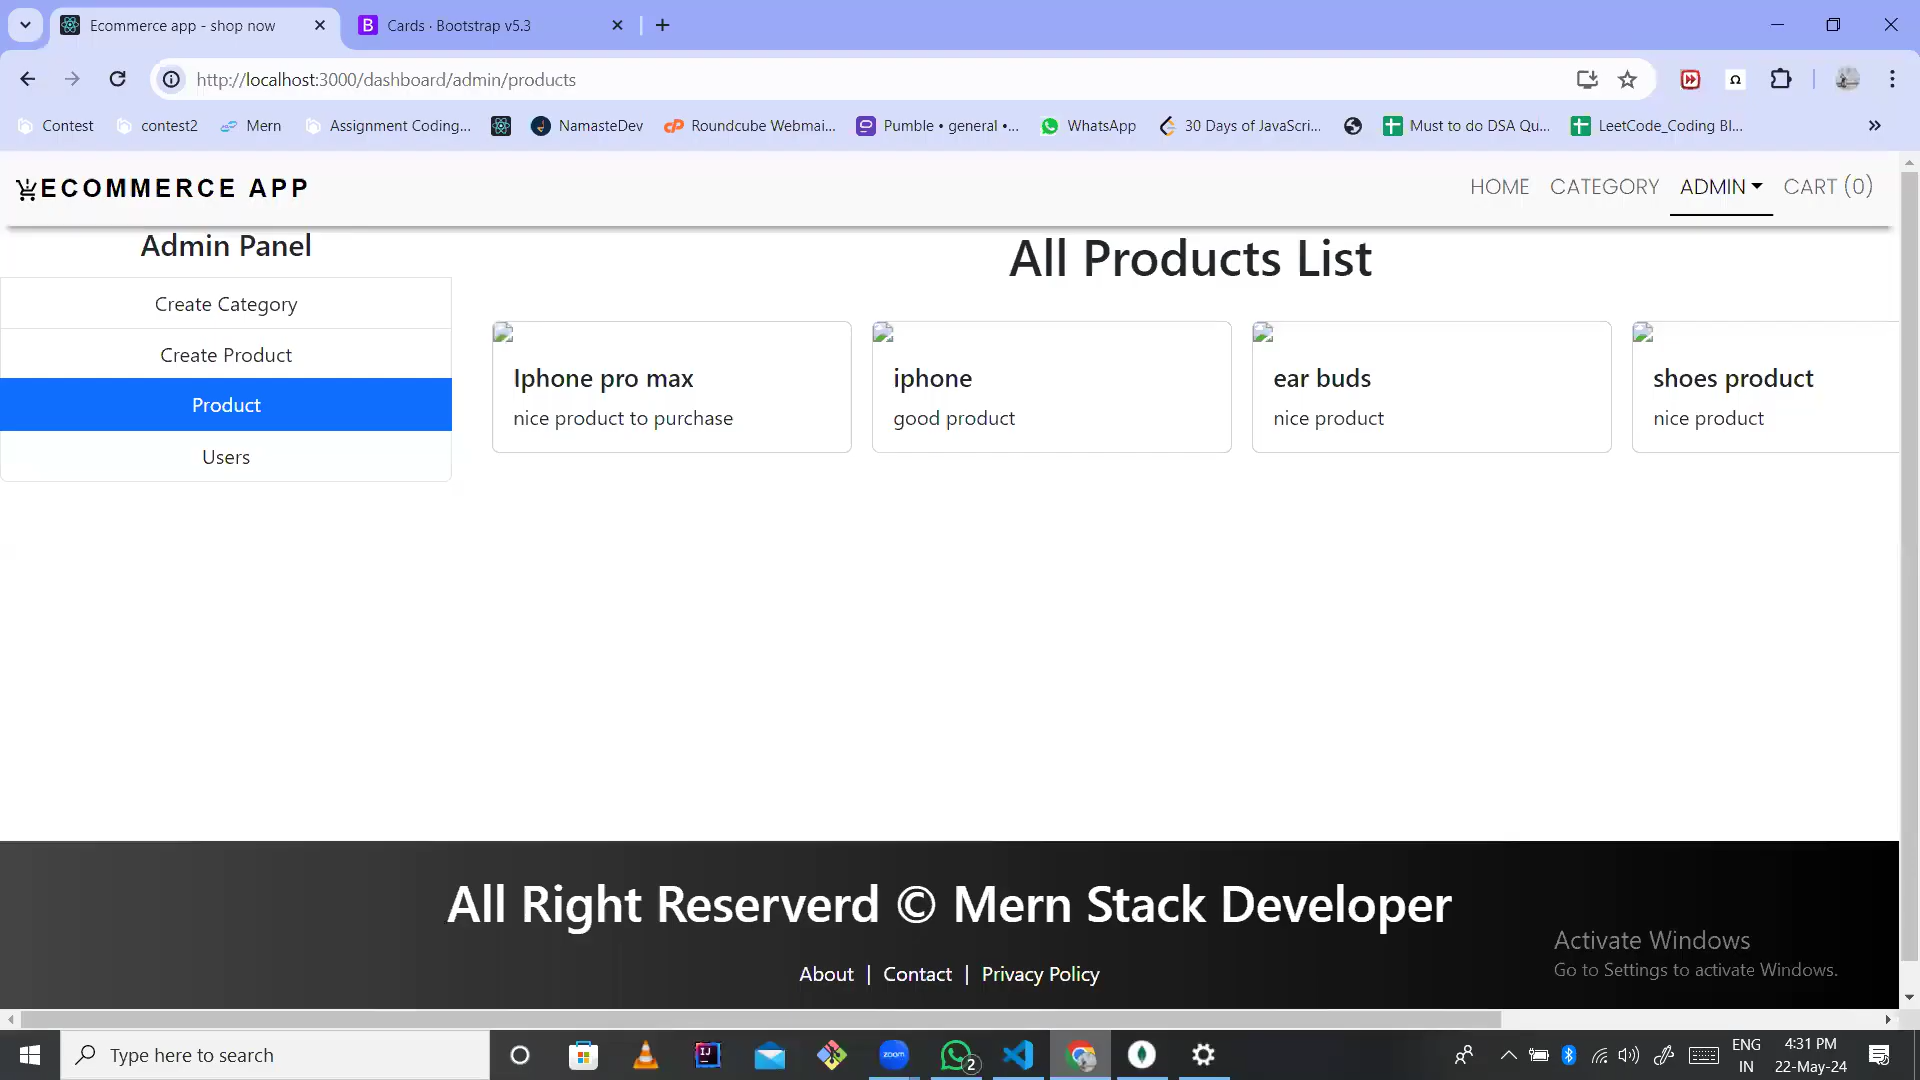 Ecommerce app - shop now
Cards · Bootstrap v5.3
http://localhost:3000/dashboard/admin/products
Contest
contest2
Mern
Assignment Coding...
NamasteDev
Roundcube Webmai...
Pumble • general •...
WhatsApp
30 Days of JavaScri...
Must to do DSA Qu...
LeetCode_Coding Bl...
ECOMMERCE APP
HOME
CATEGORY
ADMIN
CART (0)
Admin Panel
Create Category
Create Product
Product
Users
All Products List
Iphone pro max
nice product to purchase
iphone
good product
ear buds
nice product
shoes product
nice product
All Right Reserverd © Mern Stack Developer
About | Contact | Privacy Policy
Activate Windows
Go to Settings to activate Windows.
Type here to search
zoom
2
ENG
IN
4:31 PM
22-May-24